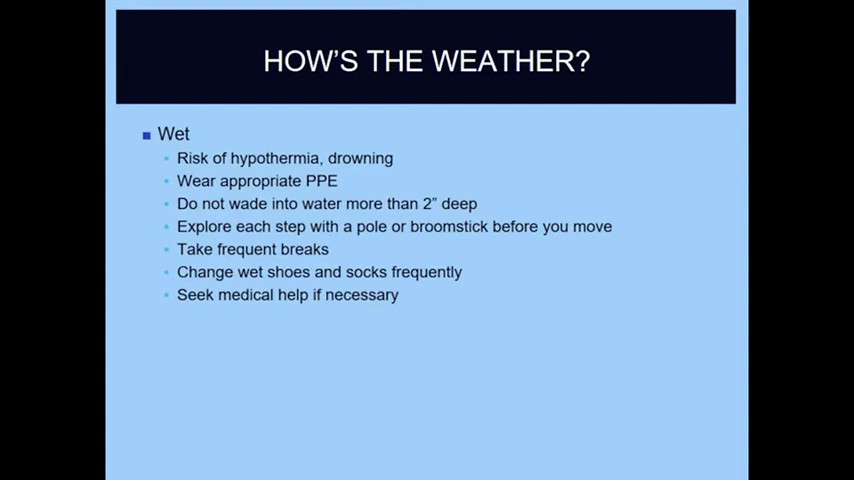 HOW'S THE WEATHER?
Wet
Risk of hypothermia, drowning
Wear appropriate PPE
Do not wade into water more than 2” deep
Explore each step with a pole or broomstick before you move
Take frequent breaks
Change wet shoes and socks frequently
Seek medical help if necessary